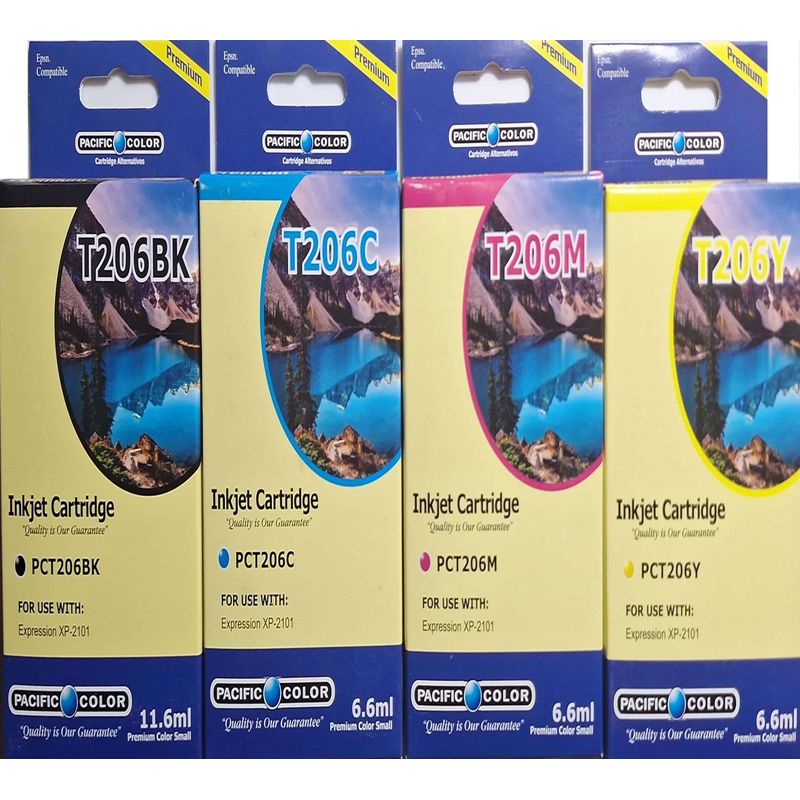 Epsn.
Compatible
Premium
PACIFIC COLOR
Cartridge Alternativos
T206BK
Inkjet Cartridge
"Quality is Our Guarantee"
PCT206BK
FOR USE WITH:
Expression XP-2101
PACIFIC COLOR
"Quality is Our Guarantee"
11.6ml
Premium Color Small
Epsn.
Compatible
Premium
PACIFIC COLOR
Cartridge Alternativos
T206C
Inkjet Cartridge
"Quality is Our Guarantee"
PCT206C
FOR USE WITH:
Expression XP-2101
PACIFIC COLOR
"Quality is Our Guarantee"
6.6ml
Premium Color Small
Epsn.
Compatible
Premium
PACIFIC COLOR
Cartridge Alternativos
T206M
Inkjet Cartridge
"Quality is Our Guarantee"
PCT206M
FOR USE WITH:
Expression XP-2101
PACIFIC COLOR
"Quality is Our Guarantee"
6.6ml
Premium Color Small
Epsn.
Compatible
Premium
PACIFIC COLOR
Cartridge Alternativos
T206Y
Inkjet Cartridge
"Quality is Our Guarantee"
PCT206Y
FOR USE WITH:
Expression XP-2101
PACIFIC COLOR
"Quality is Our Guarantee"
6.6ml
Premium Color Small